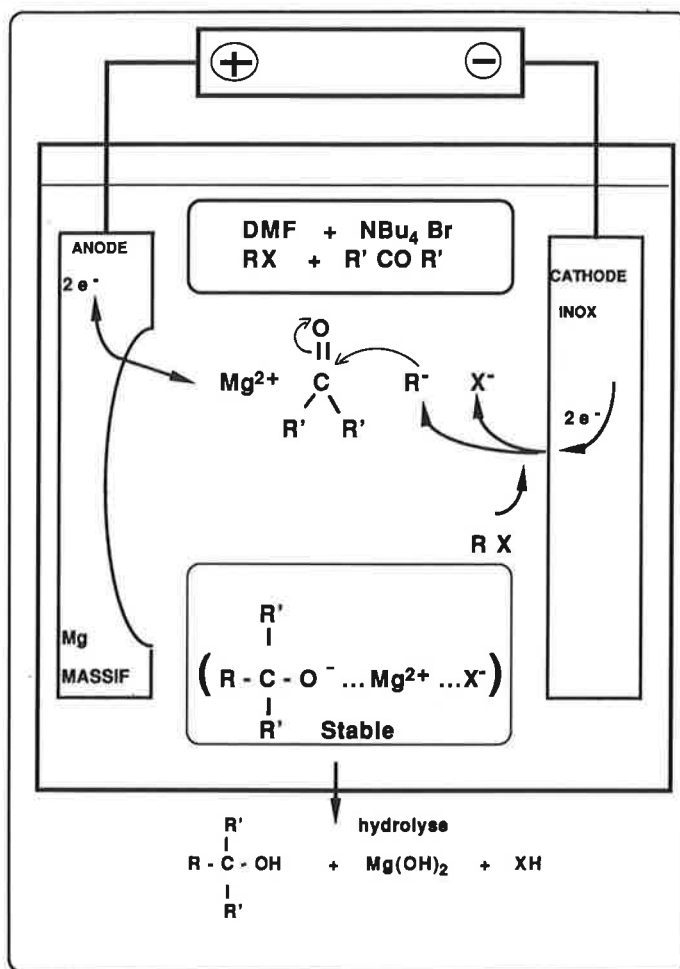 + −
DMF + NBu₄ Br
RX + R' CO R'
ANODE
2 e⁻
CATHODE
INOX
O
Mg²⁺ C R⁻ X⁻
R' R'
2 e⁻
R X
Mg
MASSIF
R'
(R - C - O⁻ ... Mg²⁺ ... X⁻)
R' Stable
hydrolyse
R'
R - C - OH + Mg(OH)₂ + XH
R'